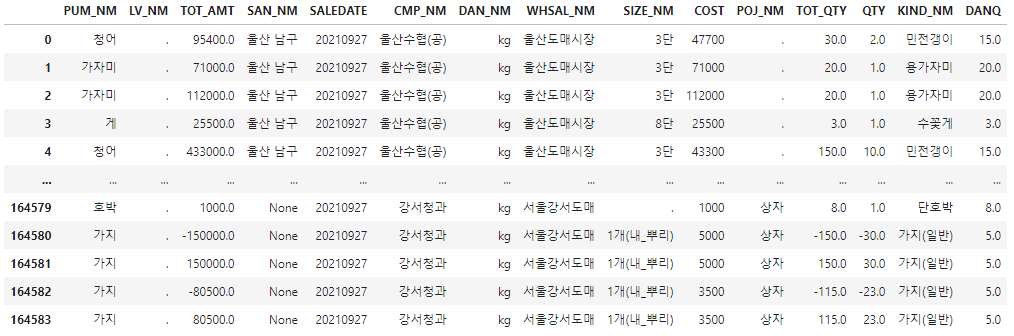 PUM_NM LV_NM TOT_AMT SAN_NM SALEDATE CMP_NM DAN_NM WHSAL_NM SIZE_NM COST POJ_NM TOT_QTY QTY KIND_NM DANQ
0 청어 . 95400.0 울산 남구 20210927 울산수협(공) kg 울산도매시장 3단 47700 . 30.0 2.0 민전갱이 15.0
1 가자미 . 71000.0 울산 남구 20210927 울산수협(공) kg 울산도매시장 3단 71000 . 20.0 1.0 용가자미 20.0
2 가자미 . 112000.0 울산 남구 20210927 울산수협(공) kg 울산도매시장 3단 112000 . 20.0 1.0 용가자미 20.0
3 게 . 25500.0 울산 남구 20210927 울산수협(공) kg 울산도매시장 8단 25500 . 3.0 1.0 수꽃게 3.0
4 청어 . 433000.0 울산 남구 20210927 울산수협(공) kg 울산도매시장 3단 43300 . 150.0 10.0 민전갱이 15.0
... ... ... ... ... ... ... ... ... ... ... ... ... ... ... ...
164579 호박 . 1000.0 None 20210927 강서청과 kg 서울강서도매 . 1000 상자 8.0 1.0 단호박 8.0
164580 가지 . -150000.0 None 20210927 강서청과 kg 서울강서도매 1개(내_뿌리) 5000 상자 -150.0 -30.0 가지(일반) 5.0
164581 가지 . 150000.0 None 20210927 강서청과 kg 서울강서도매 1개(내_뿌리) 5000 상자 150.0 30.0 가지(일반) 5.0
164582 가지 . -80500.0 None 20210927 강서청과 kg 서울강서도매 1개(내_뿌리) 3500 상자 -115.0 -23.0 가지(일반) 5.0
164583 가지 . 80500.0 None 20210927 강서청과 kg 서울강서도매 1개(내_뿌리) 3500 상자 115.0 23.0 가지(일반) 5.0